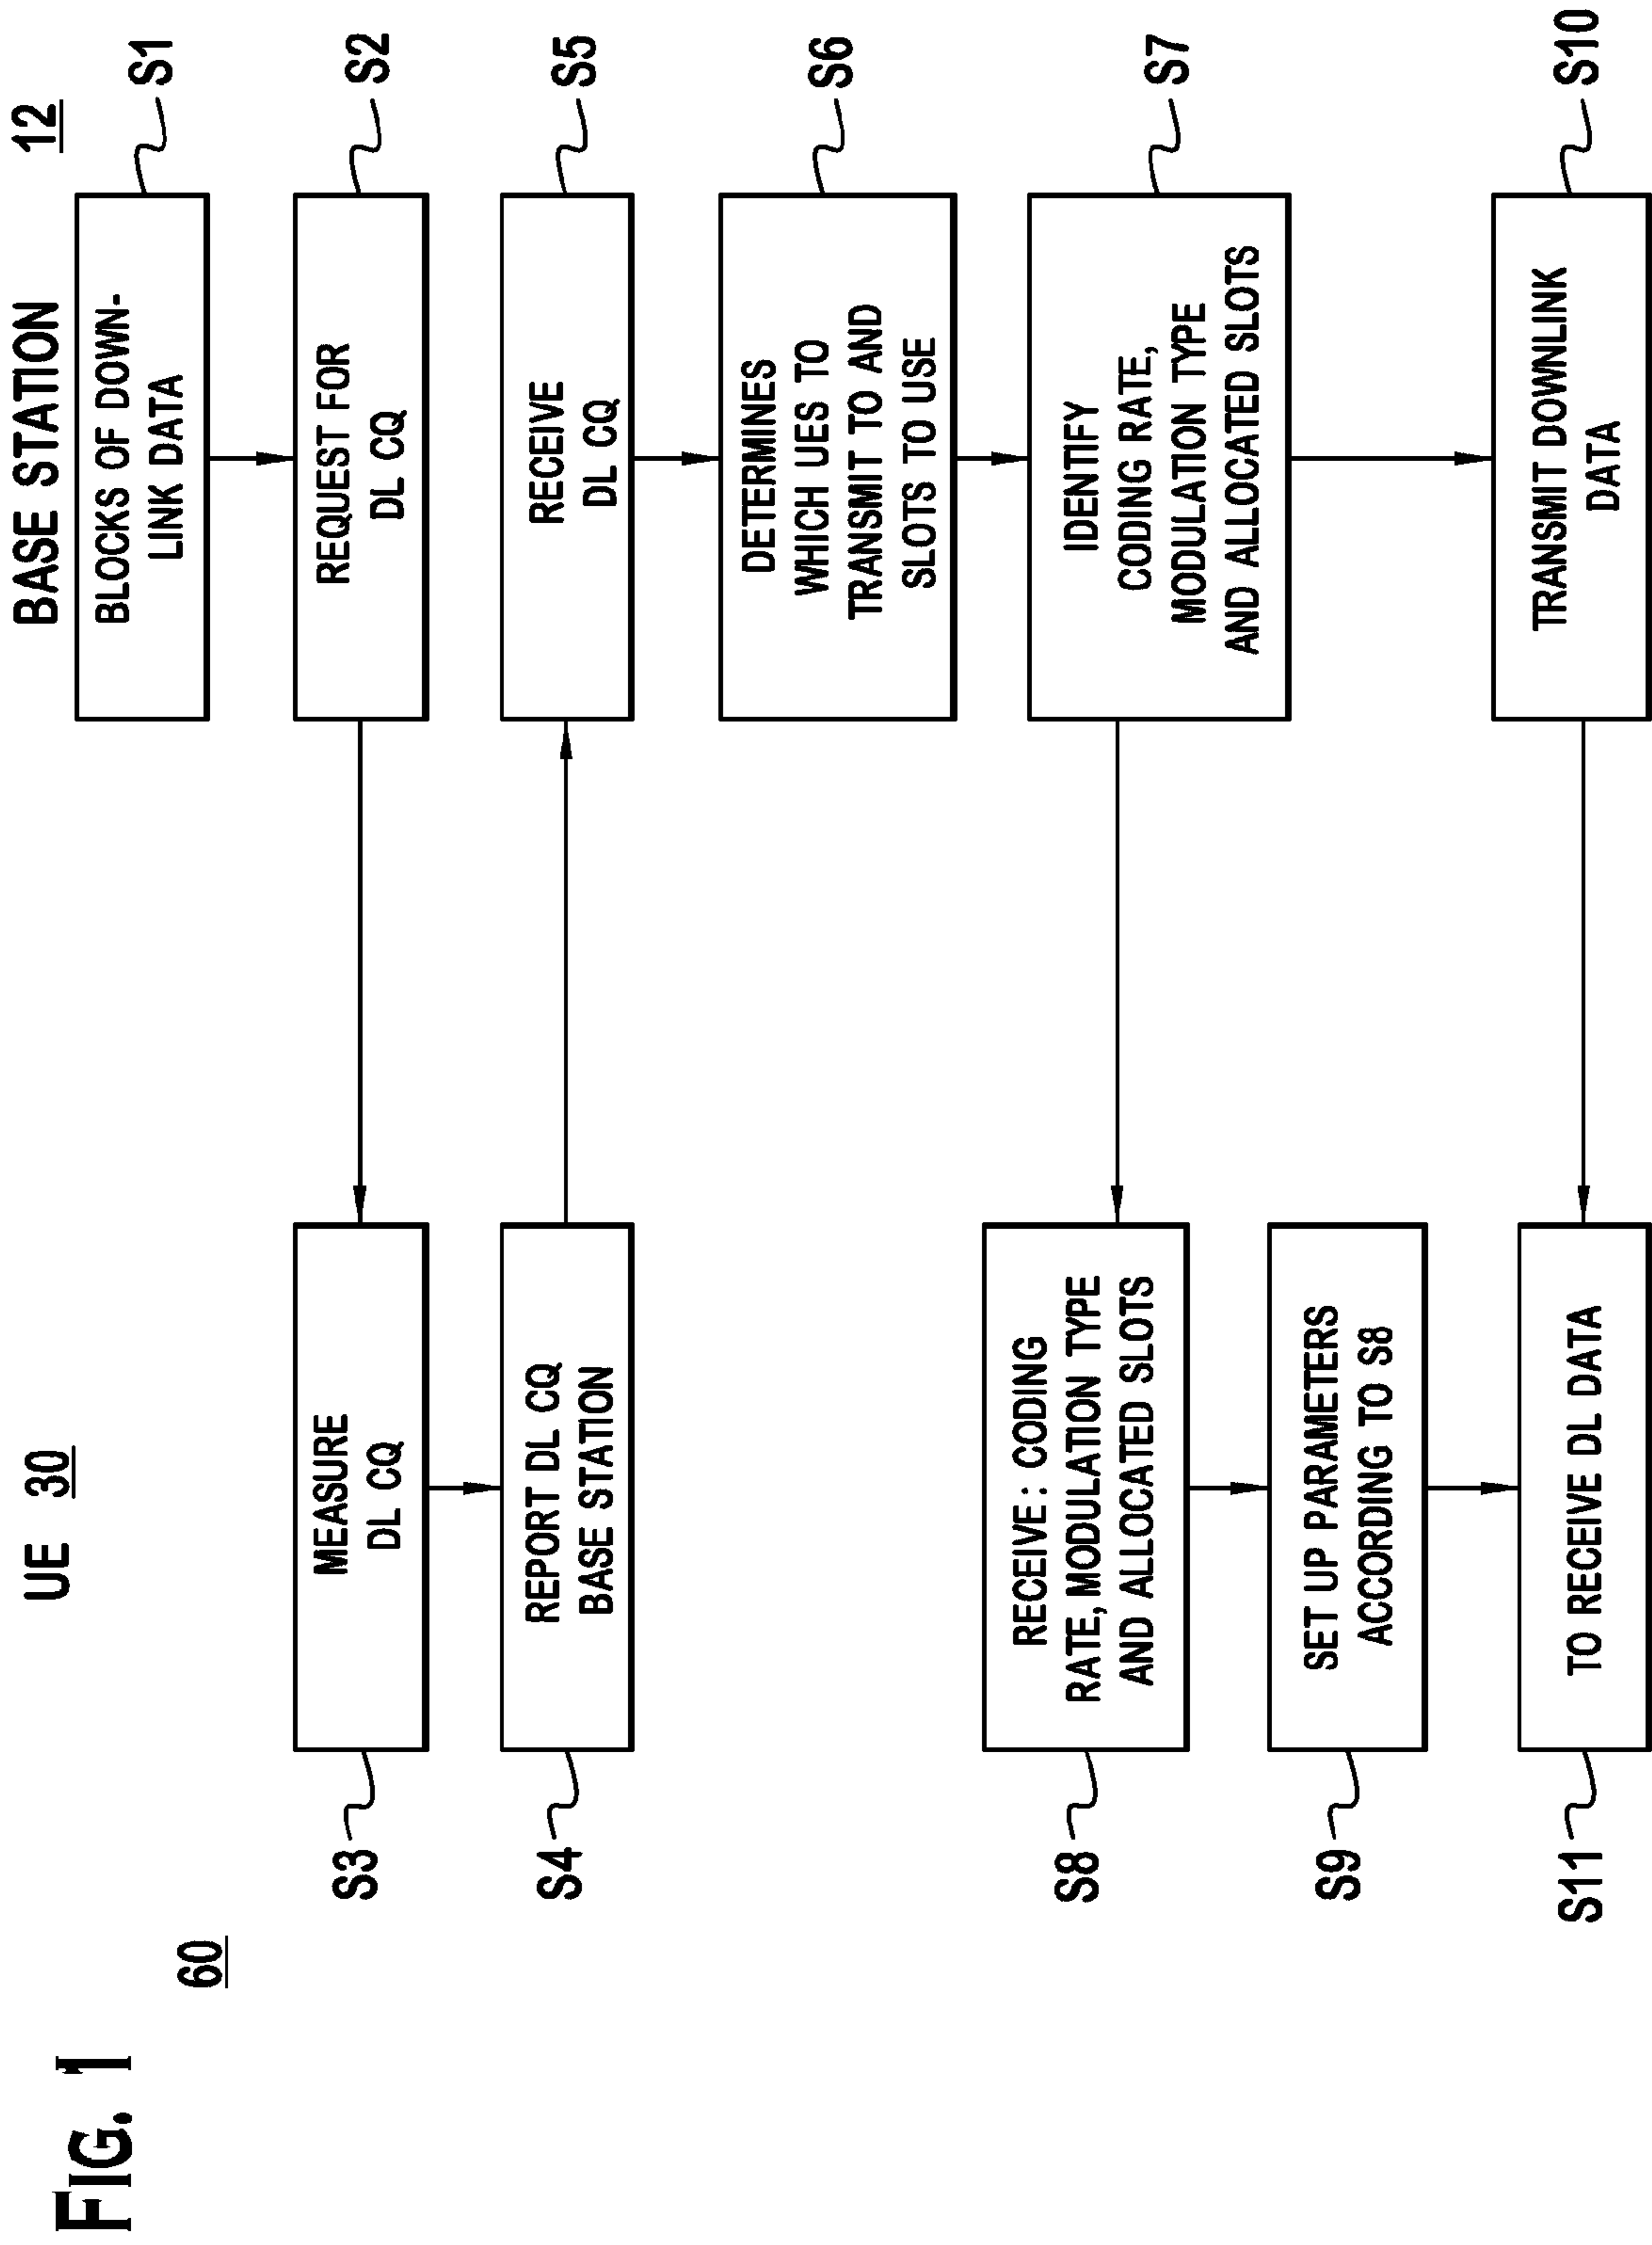 FIG. 1
60
UE 30
BASE STATION 12
BLOCKS OF DOWN-
LINK DATA
S1
REQUEST FOR
DL CQ
S2
S3
MEASURE
DL CQ
S4
REPORT DL CQ
BASE STATION
RECEIVE
DL CQ
S5
DETERMINES
WHICH UES TO
TRANSMIT TO AND
SLOTS TO USE
S6
IDENTIFY
CODING RATE,
MODULATION TYPE
AND ALLOCATED SLOTS
S7
S8
RECEIVE: CODING
RATE, MODULATION TYPE
AND ALLOCATED SLOTS
S9
SET UP PARAMETERS
ACCORDING TO S8
TRANSMIT DOWNLINK
DATA
S10
S11
TO RECEIVE DL DATA